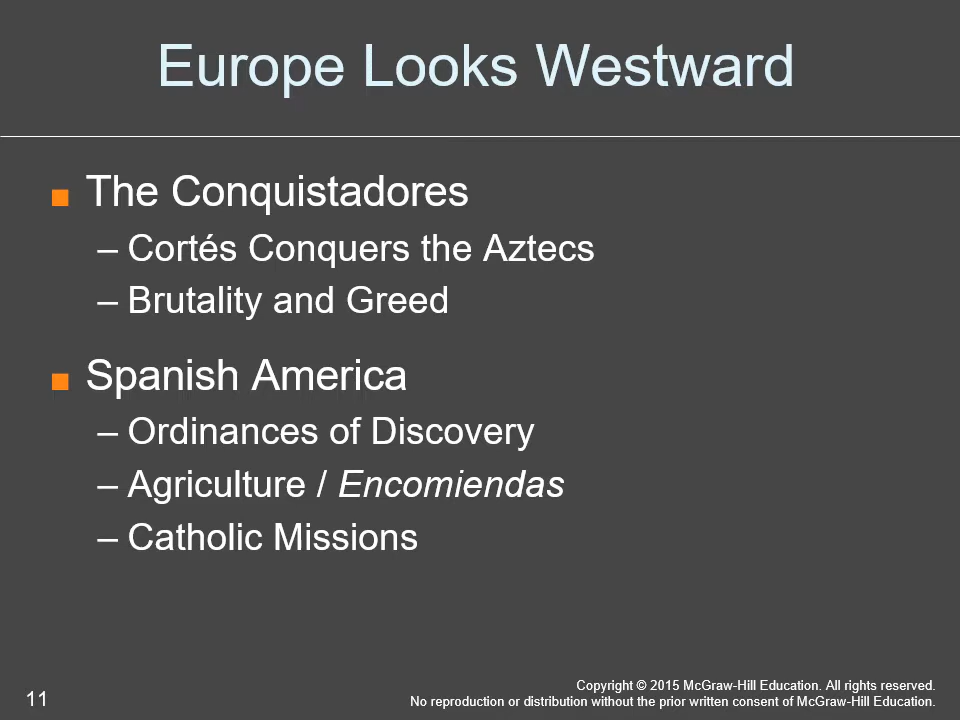 Europe Looks Westward
■ The Conquistadores
– Cortés Conquers the Aztecs
– Brutality and Greed
■ Spanish America
– Ordinances of Discovery
– Agriculture / Encomiendas
– Catholic Missions
11
Copyright © 2015 McGraw-Hill Education. All rights reserved.
No reproduction or distribution without the prior written consent of McGraw-Hill Education.